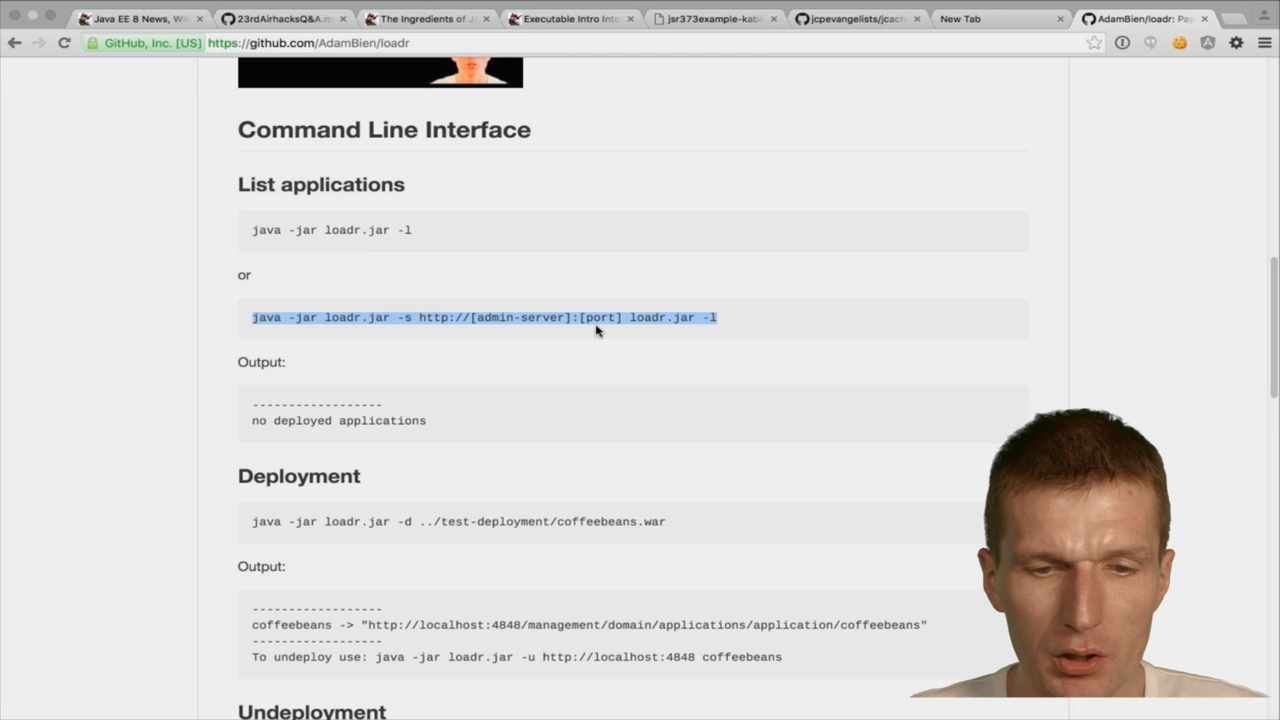 Java EE 8 News, Wi
23rdAirhacksQ&A.m
The Ingredients of J
Executable Intro Into
jsr373example-kab
jcpevangelists/jcach
New Tab
AdamBien/loadr: Pay
GitHub, Inc. [US]
https://github.com/AdamBien/loadr
Command Line Interface
List applications
java -jar loadr.jar -l
or
java -jar loadr.jar -s http://[admin-server]:[port] loadr.jar -l
Output:
------------------
no deployed applications
Deployment
java -jar loadr.jar -d ../test-deployment/coffeebeans.war
Output:
------------------
coffeebeans -> "http://localhost:4848/management/domain/applications/application/coffeebeans"
------------------
To undeploy use: java -jar loadr.jar -u http://localhost:4848 coffeebeans
Undeployment